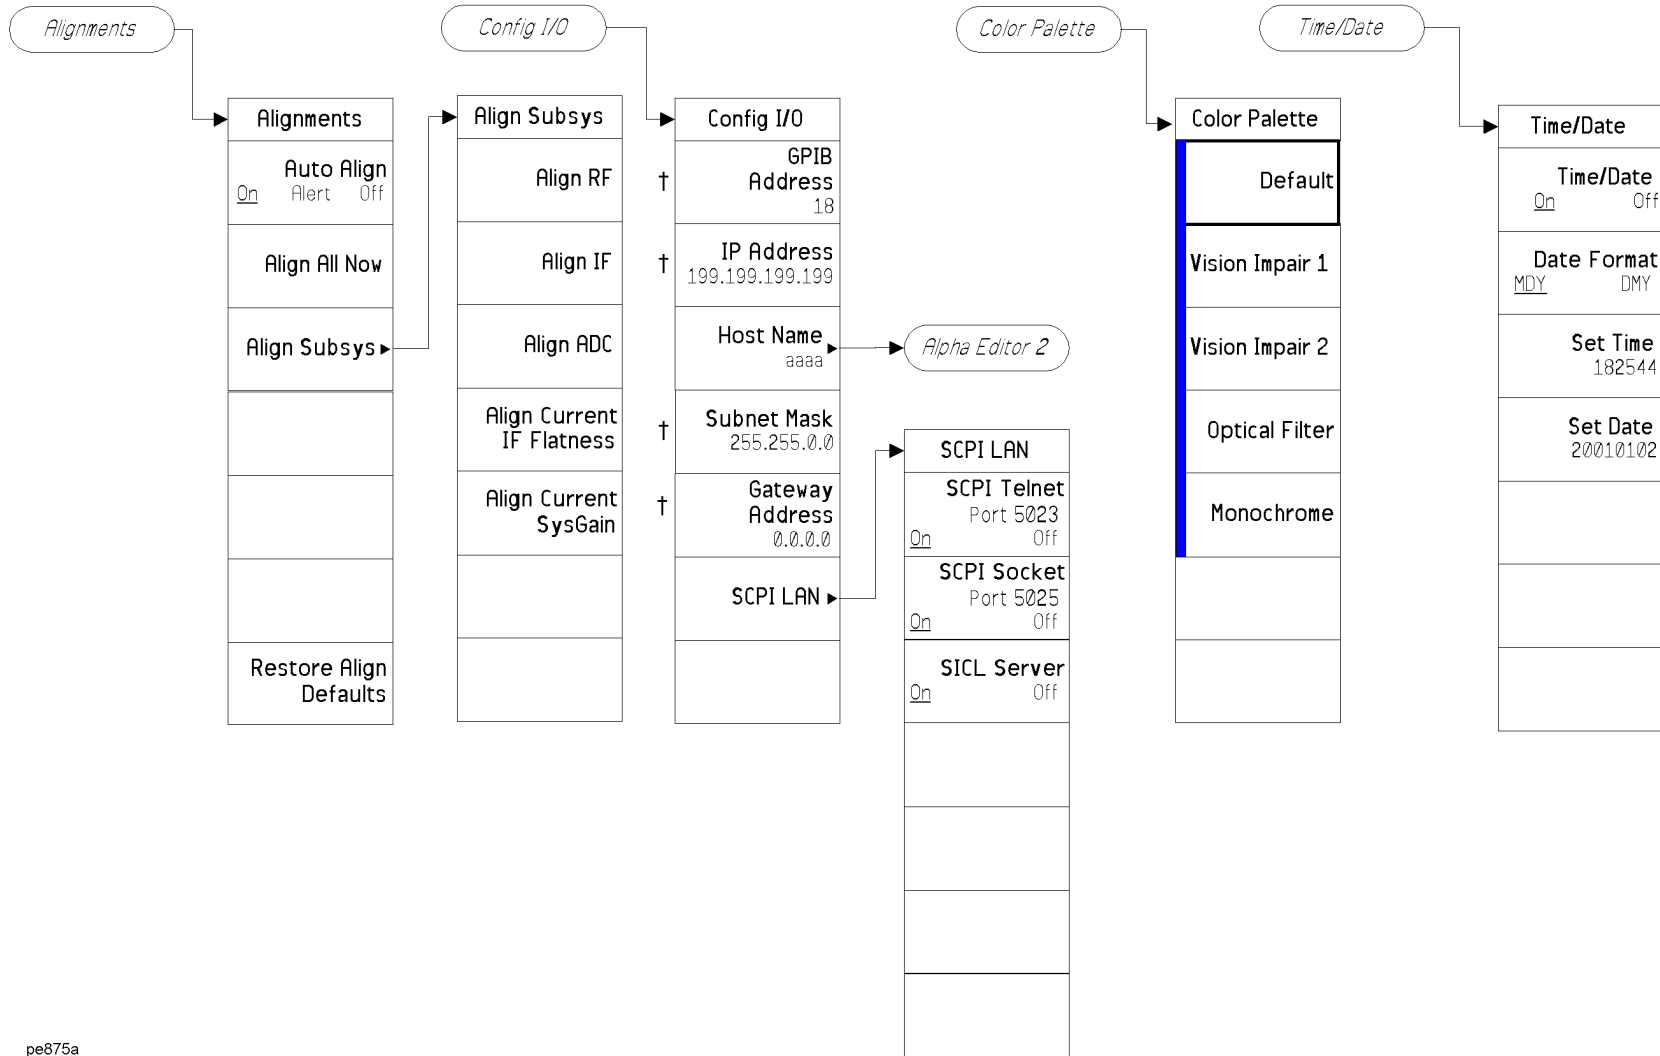 Alignments
Config I/O
Color Palette
Time/Date
Alignments
Auto Align
On Alert Off
Align All Now
Align Subsys
Restore Align
Defaults
Align Subsys
Align RF
Align IF
Align ADC
Align Current
IF Flatness
Align Current
SysGain
Config I/O
†
GPIB
Address
18
†
IP Address
199.199.199.199
Host Name
aaaa
Alpha Editor 2
†
Subnet Mask
255.255.0.0
†
Gateway
Address
0.0.0.0
SCPI LAN
SCPI LAN
SCPI Telnet
Port 5023
On Off
SCPI Socket
Port 5025
On Off
SICL Server
On Off
Color Palette
Default
Vision Impair 1
Vision Impair 2
Optical Filter
Monochrome
Time/Date
Time/Date
On Off
Date Format
MDY DMY
Set Time
182544
Set Date
20010102
pe875a